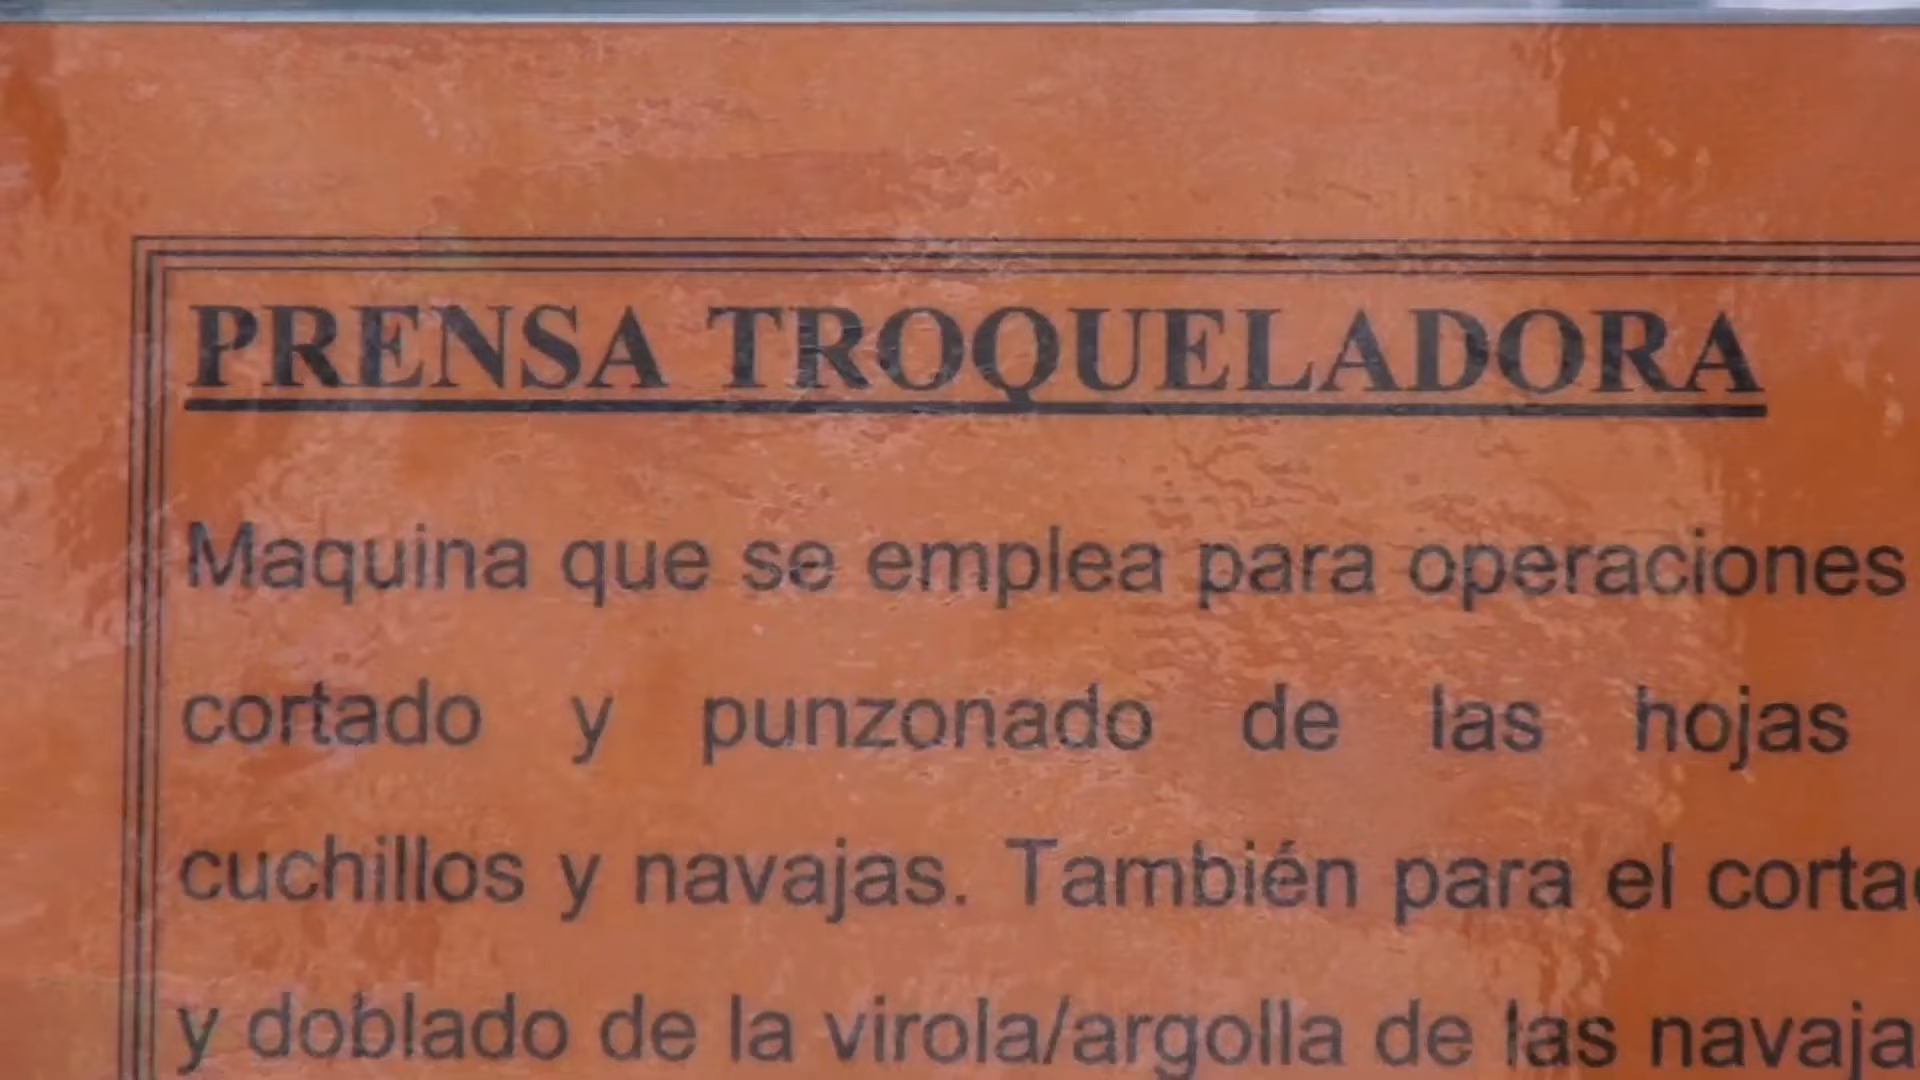 PRENSA TROQUELADORA
Maquina que se emplea para operaciones
cortado y punzonado de las hojas
cuchillos y navajas. También para el
y doblado de la virola/argolla de las